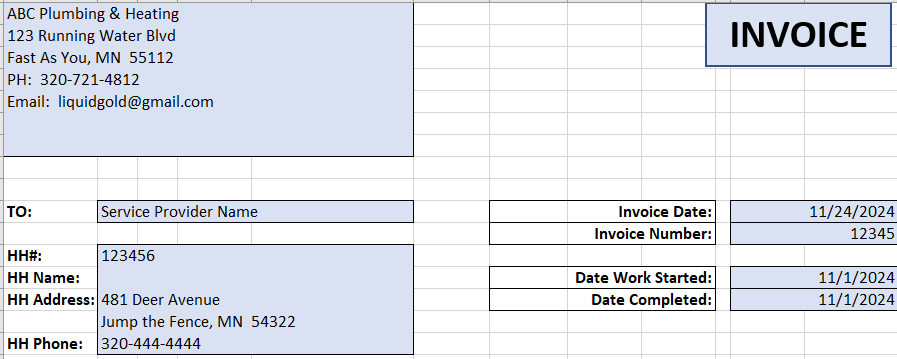 ABC Plumbing & Heating
INVOICE
123 Running Water Blvd
Fast As You, MN  55112
PH:  320-721-4812
Email:  liquidgold@gmail.com
TO: Service Provider Name
Invoice Date: 11/24/2024
Invoice Number: 12345
HH#: 123456
HH Name:
Date Work Started: 11/1/2024
HH Address: 481 Deer Avenue
Date Completed: 11/1/2024
Jump the Fence, MN  54322
HH Phone: 320-444-4444